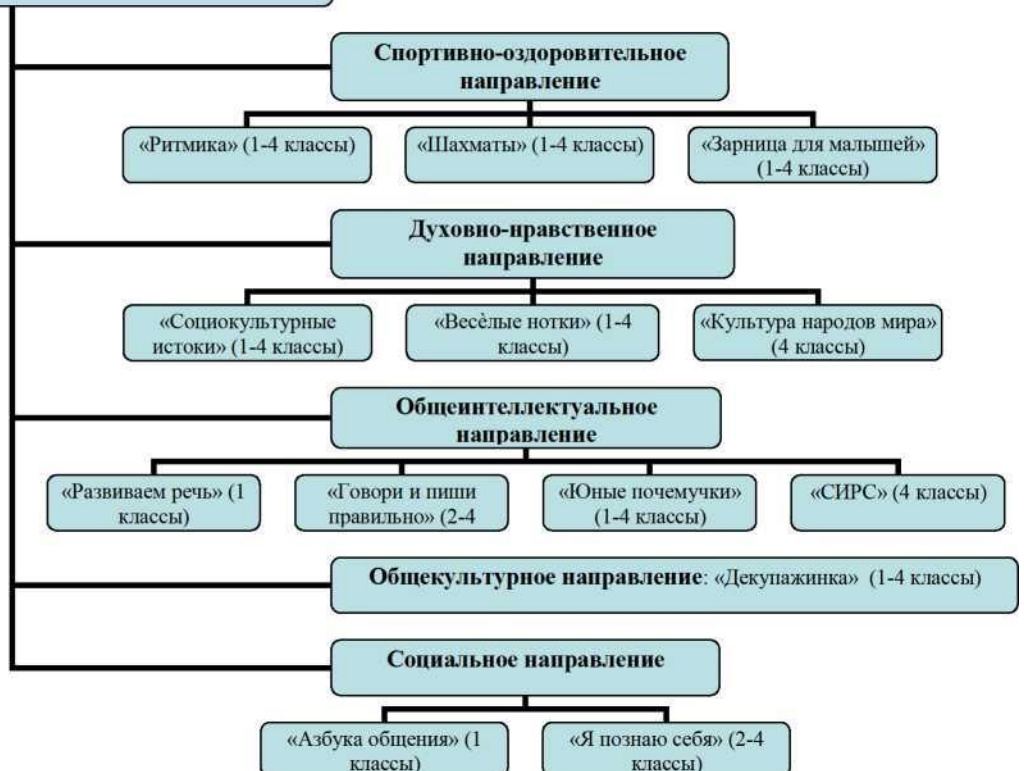 Спортивно-оздоровительное
направление
«Ритмика» (1-4 классы)
«Шахматы» (1-4 классы)
«Зарница для малышей»
(1-4 классы)
Духовно-нравственное
направление
«Социокультурные
истоки» (1-4 классы)
«Весѐлые нотки» (1-4
классы)
«Культура народов мира»
(4 классы)
Общеинтеллектуальное
направление
«Развиваем речь» (1
классы)
«Говори и пиши
правильно» (2-4
«Юные почемучки»
(1-4 классы)
«СИРС» (4 классы)
Общекультурное направление: «Декупажинка» (1-4 классы)
Социальное направление
«Азбука общения» (1
классы)
«Я познаю себя» (2-4
классы)